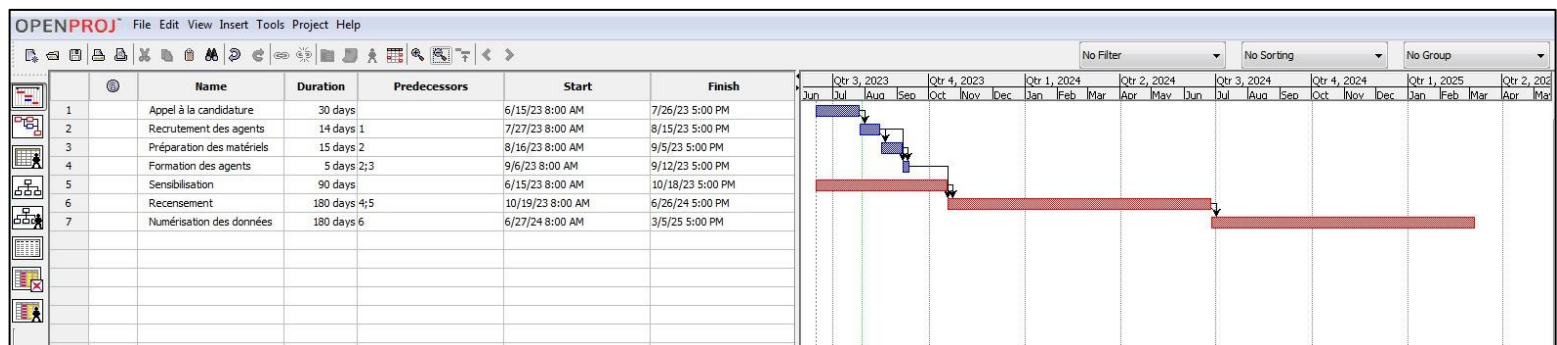 OPENPROJ™ File Edit View Insert Tools Project Help
No Filter No Sorting No Group
Name Duration Predecessors Start Finish
Qtr 3, 2023 Qtr 4, 2023 Qtr 1, 2024 Qtr 2, 2024 Qtr 3, 2024 Qtr 4, 2024 Qtr 1, 2025 Qtr 2, 202
Jun Jul Aug Sep Oct Nov Dec Jan Feb Mar Apr May Jun Jul Aug Sep Oct Nov Dec Jan Feb Mar Apr May
1 Appel à la candidature 30 days 6/15/23 8:00 AM 7/26/23 5:00 PM
2 Recrutement des agents 14 days 1 7/27/23 8:00 AM 8/15/23 5:00 PM
3 Préparation des matériels 15 days 2 8/16/23 8:00 AM 9/5/23 5:00 PM
4 Formation des agents 5 days 2;3 9/6/23 8:00 AM 9/12/23 5:00 PM
5 Sensibilisation 90 days 6/15/23 8:00 AM 10/18/23 5:00 PM
6 Recensement 180 days 4;5 10/19/23 8:00 AM 6/26/24 5:00 PM
7 Numérisation des données 180 days 6 6/27/24 8:00 AM 3/5/25 5:00 PM